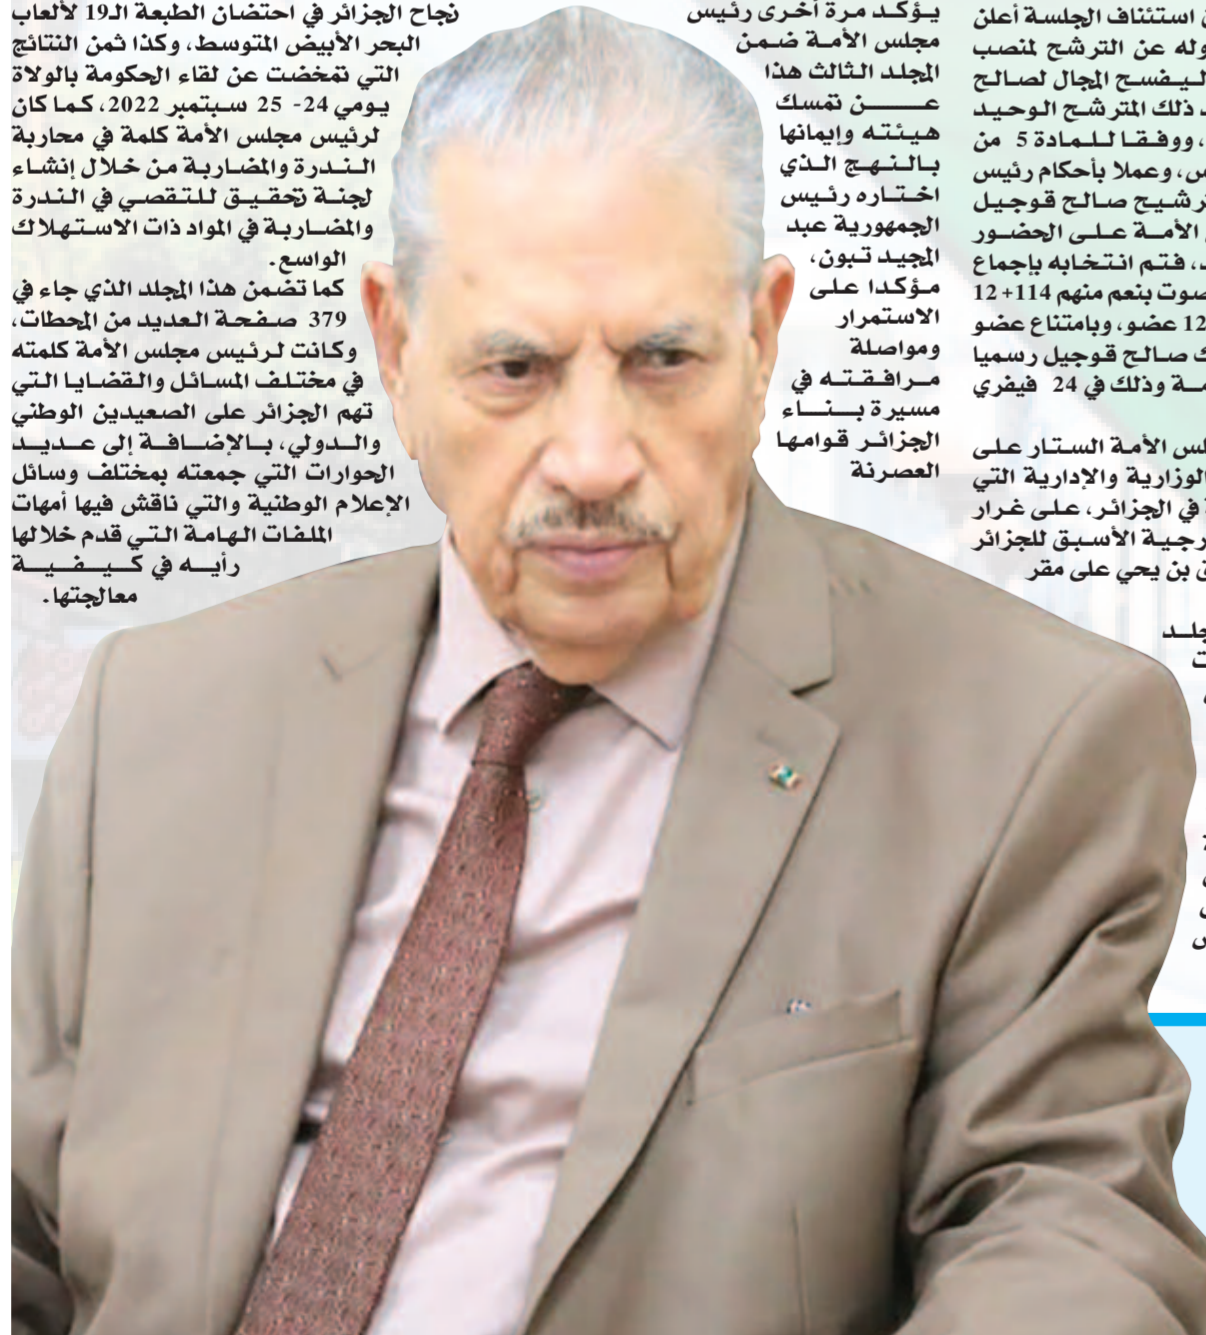 استئناف الجلسة أعلن
وله عن الترشح لمنصب
ليفسح المجال لصالح
ذلك المترشح الوحيد
، ووفقا للمادة 5 من
س، وعملا بأحكام رئيس
ترشيح صالح قوجيل
الأمة على الحضور
د، فتم انتخابه بإجماع
صوت بنعم منهم 114+12
12 عضو، وبامتناع عضو
ك صالح قوجيل رسميا
مة وذلك في 24 فيفري
لس الأمة الستار على
الوزارية والإدارية التي
ة في الجزائر، على غرار
رجية الأسبق للجزائر
ق بن يحي على مقر
جلد
ت
يؤكد مرة أخرى رئيس
مجلس الأمة ضمن
المجلد الثالث هذا
عن تمسك
هيئته وإيمانها
بالنهج الذي
اختاره رئيس
الجمهورية عبد
المجيد تبون،
مؤكدا على
الاستمرار
ومواصلة
مرافقته في
مسيرة بناء
الجزائر قوامها
العصرنة
نجاح الجزائر في احتضان الطبعة الـ19 لألعاب
البحر الأبيض المتوسط، وكذا ثمن النتائج
التي تمخضت عن لقاء الحكومة بالولاة
يومي 24- 25 سبتمبر 2022، كما كان
لرئيس مجلس الأمة كلمة في محاربة
الندرة والمضاربة من خلال إنشاء
لجنة تحقيق للتقصي في الندرة
والمضاربة في المواد ذات الاستهلاك
الواسع.
كما تضمن هذا المجلد الذي جاء في
379 صفحة العديد من المحطات،
وكانت لرئيس مجلس الأمة كلمته
في مختلف المسائل والقضايا التي
تهم الجزائر على الصعيدين الوطني
والدولي، بالإضافة إلى عديد
الحوارات التي جمعته بمختلف وسائل
الإعلام الوطنية والتي ناقش فيها أمهات
الملفات الهامة التي قدم خلالها
رأيه في كيفية
معالجتها.